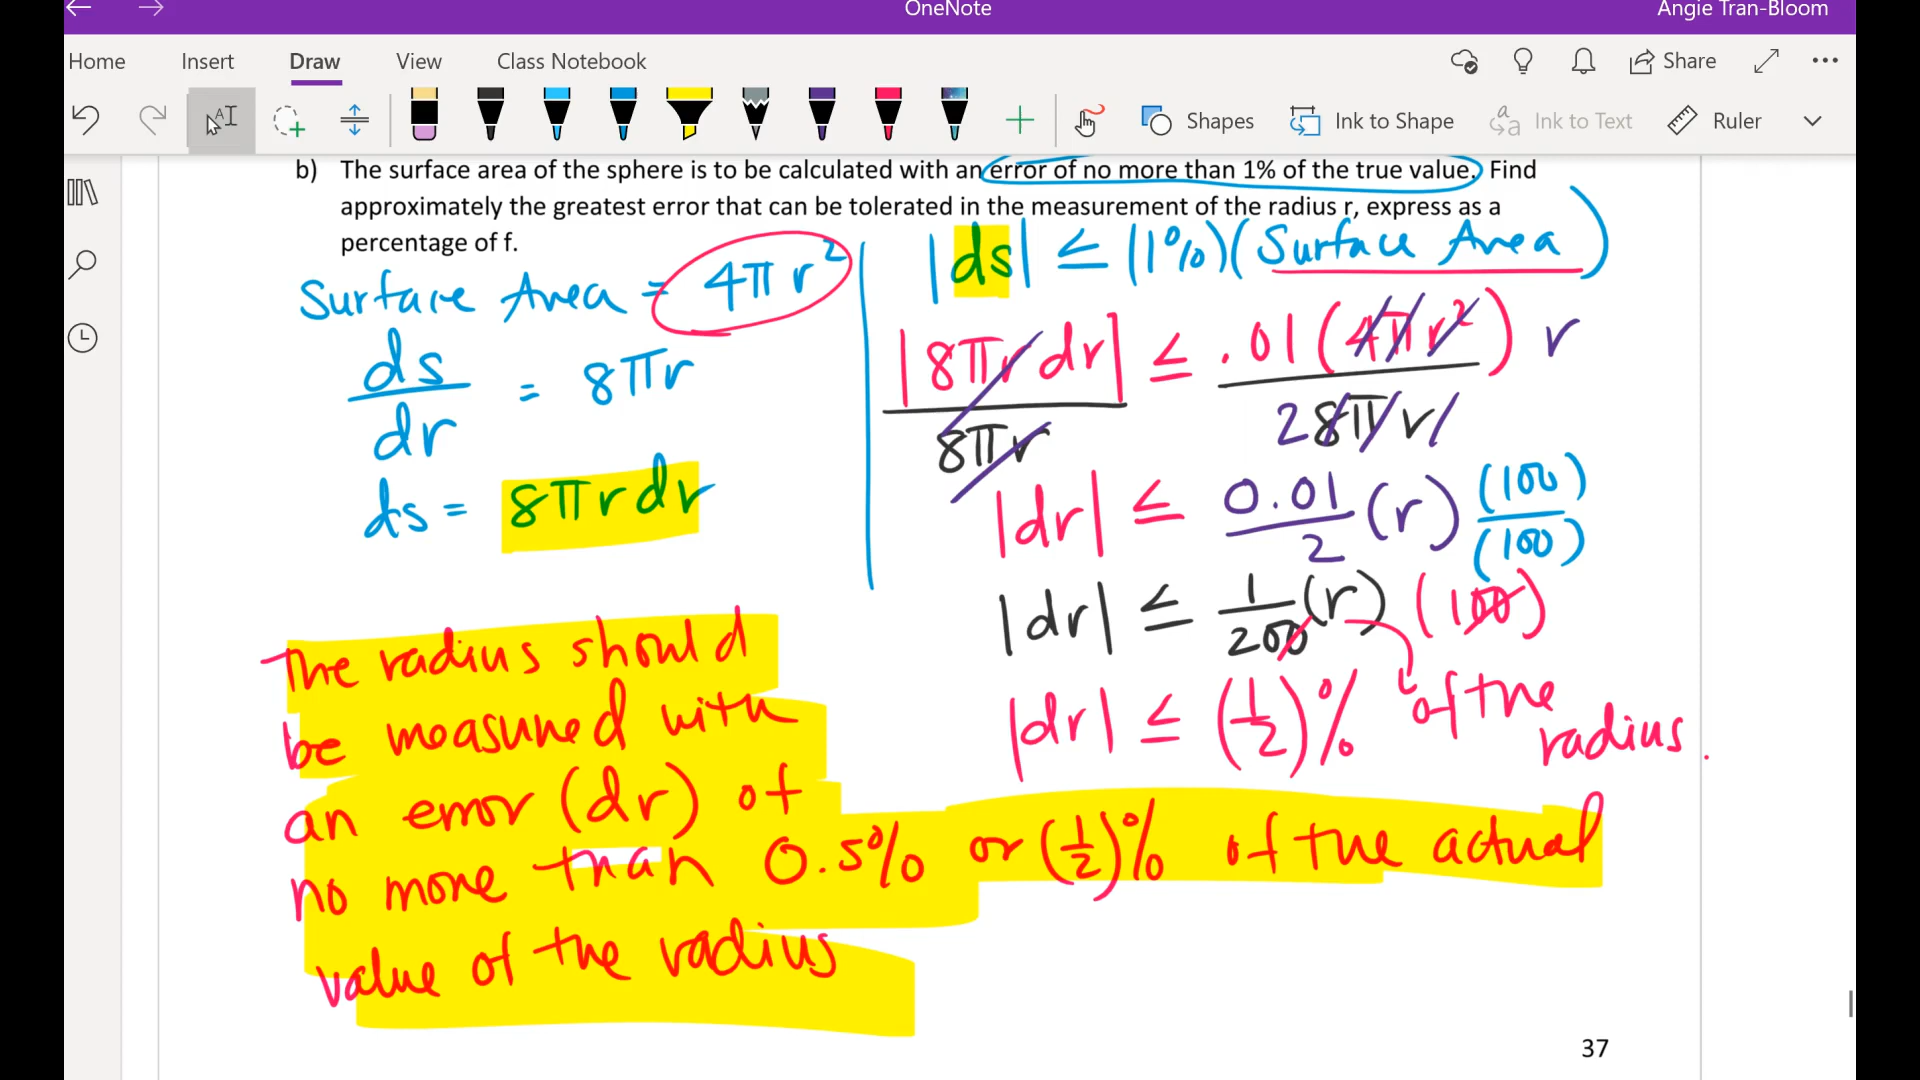 OneNote
Angie Tran-Bloom
Home Insert Draw View Class Notebook Share
Shapes Ink to Shape Ink to Text Ruler
b) The surface area of the sphere is to be calculated with an error of no more than 1% of the true value. Find
approximately the greatest error that can be tolerated in the measurement of the radius r, express as a
percentage of f.
Surface Area = 4πr²
ds/dr = 8πr
ds = 8πrdr
|ds| ≤ (1%)(Surface Area)
|8πr dr|/8πr ≤ .01(4πr²)/28πr r
|dr| ≤ 0.01/2 (r) (100)/(100)
|dr| ≤ 1/200 (r) (100)
|dr| ≤ (1/2)% of the
radius.
The radius should
be measured with
an error (dr) of
no more than 0.5% or (1/2)% of the actual
value of the radius
37